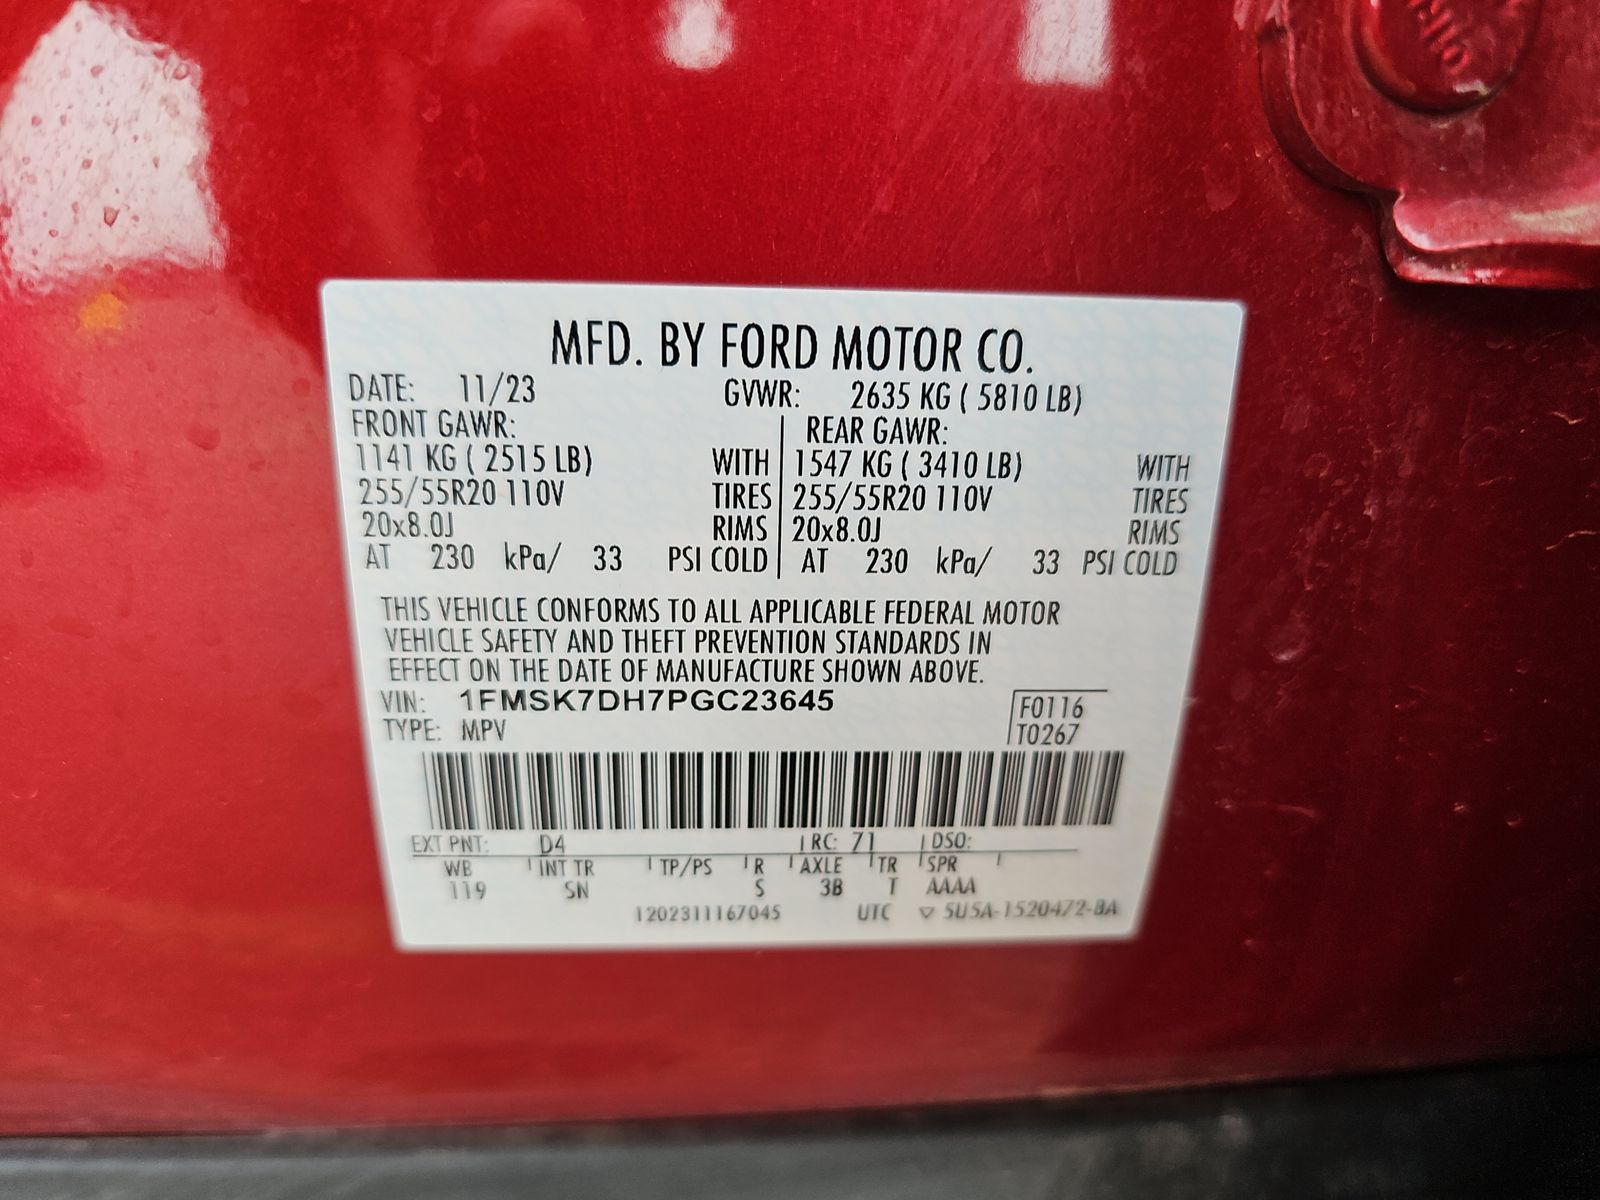 MFD. BY FORD MOTOR CO.
DATE: 11/23 GVWR: 2635 KG ( 5810 LB)
FRONT GAWR: REAR GAWR:
1141 KG ( 2515 LB) WITH 1547 KG ( 3410 LB) WITH
255/55R20 110V TIRES 255/55R20 110V TIRES
20x8.0J RIMS 20x8.0J RIMS
AT 230 kPa/ 33 PSI COLD AT 230 kPa/ 33 PSI COLD
THIS VEHICLE CONFORMS TO ALL APPLICABLE FEDERAL MOTOR
VEHICLE SAFETY AND THEFT PREVENTION STANDARDS IN
EFFECT ON THE DATE OF MANUFACTURE SHOWN ABOVE.
VIN: 1FMSK7DH7PGC23645 F0116
TYPE: MPV T0267
EXT PNT: D4 RC: 71 DSO:
WB INT TR TP/PS R AXLE TR SPR
119 SN S 3B T AAAA
1202311167045 UTC ▽ 5U5A-1520472-BA